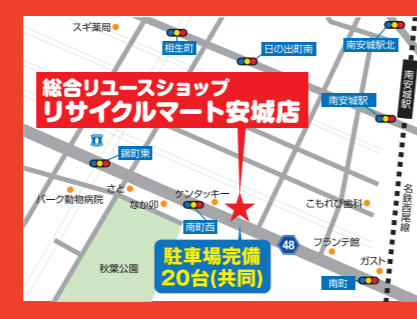 スギ薬局
相生町
日の出町南
南安城駅北
総合リユースショップ
リサイクルマート安城店
南安城駅
南安城駅
錦町東
パーク動物病院
さと
なか卯
ケンタッキー
こもれび歯科
名鉄西尾線
南町西
48
フランテ館
ガスト
秋葉公園
駐車場完備
20台(共同)
南町